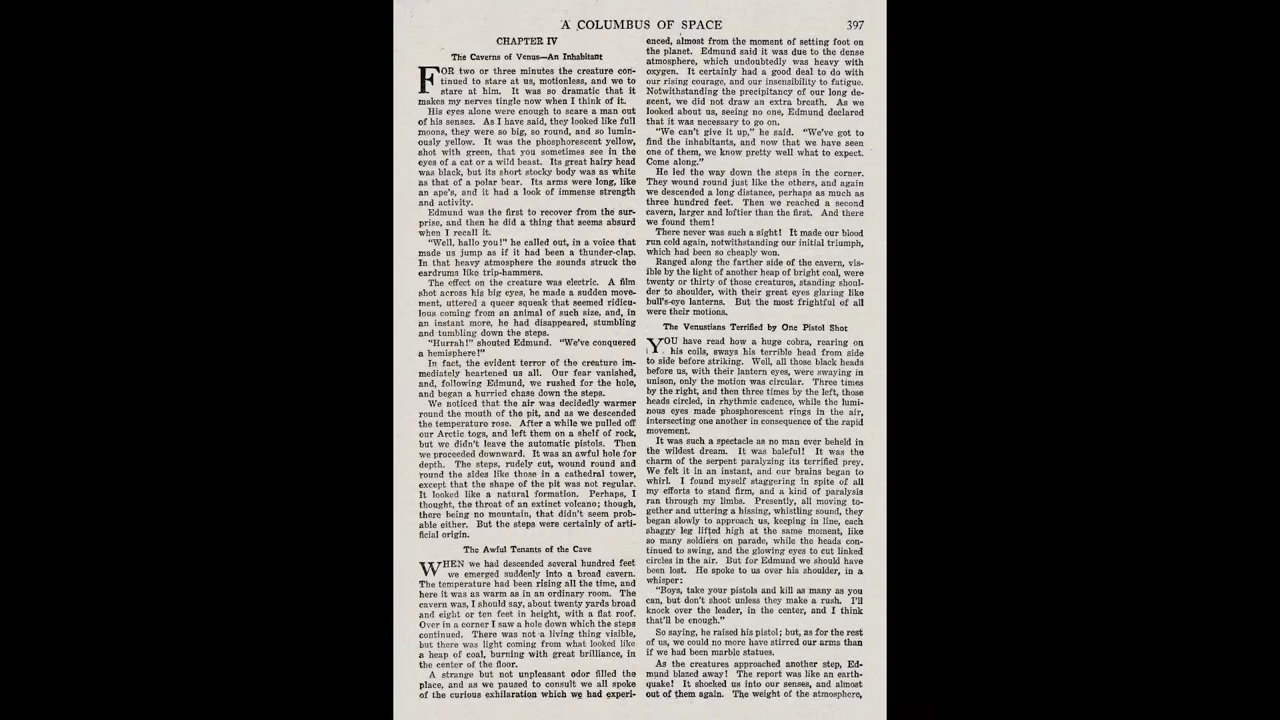 A COLUMBUS OF SPACE
397
CHAPTER IV
The Caverns of Venus—An Inhabitant
FOR two or three minutes the creature con-
tinued to stare at us, motionless, and we to
stare at him. It was so dramatic that it
makes my nerves tingle now when I think of it.
His eyes alone were enough to scare a man out
of his senses. As I have said, they looked like full
moons, they were so big, so round, and so lumin-
ously yellow. It was the phosphorescent yellow,
shot with green, that you sometimes see in the
eyes of a cat or a wild beast. Its great hairy head
was black, but its short stocky body was as white
as that of a polar bear. Its arms were long, like
an ape's, and it had a look of immense strength
and activity.
Edmund was the first to recover from the sur-
prise, and then he did a thing that seems absurd
when I recall it.
"Well, hallo you!" he called out, in a voice that
made us jump as if it had been a thunder-clap.
In that heavy atmosphere the sounds struck the
eardrums like trip-hammers.
The effect on the creature was electric. A film
shot across his big eyes, he made a sudden move-
ment, uttered a queer squeak that seemed ridicu-
lous coming from an animal of such size, and, in
an instant more, he had disappeared, stumbling
and tumbling down the steps.
"Hurrah!" shouted Edmund. "We've conquered
a hemisphere!"
In fact, the evident terror of the creature im-
mediately heartened us all. Our fear vanished,
and, following Edmund, we rushed for the hole,
and began a hurried chase down the steps.
We noticed that the air was decidedly warmer
round the mouth of the pit, and as we descended
the temperature rose. After a while we pulled off
our Arctic togs, and left them on a shelf of rock,
but we didn't leave the automatic pistols. Then
we proceeded downward. It was an awful hole for
depth. The steps, rudely cut, wound round and
round the sides like those in a cathedral tower,
except that the shape of the pit was not regular.
It looked like a natural formation. Perhaps, I
thought, the throat of an extinct volcano; though,
there being no mountain, that didn't seem prob-
able either. But the steps were certainly of arti-
ficial origin.
The Awful Tenants of the Cave
WHEN we had descended several hundred feet
we emerged suddenly into a broad cavern.
The temperature had been rising all the time, and
here it was as warm as in an ordinary room. The
cavern was, I should say, about twenty yards broad
and eight or ten feet in height, with a flat roof.
Over in a corner I saw a hole down which the steps
continued. There was not a living thing visible,
but there was light coming from what looked like
a heap of coal, burning with great brilliance, in
the center of the floor.
A strange but not unpleasant odor filled the
place, and as we paused to consult we all spoke
of the curious exhilaration which we had experi-
enced, almost from the moment of setting foot on
the planet. Edmund said it was due to the dense
atmosphere, which undoubtedly was heavy with
oxygen. It certainly had a good deal to do with
our rising courage, and our insensibility to fatigue.
Notwithstanding the precipitancy of our long de-
scent, we did not draw an extra breath. As we
looked about us, seeing no one, Edmund declared
that it was necessary to go on.
"We can't give it up," he said. "We've got to
find the inhabitants, and now that we have seen
one of them, we know pretty well what to expect.
Come along."
He led the way down the steps in the corner.
They wound round just like the others, and again
we descended a long distance, perhaps as much as
three hundred feet. Then we reached a second
cavern, larger and loftier than the first. And there
we found them!
There never was such a sight! It made our blood
run cold again, notwithstanding our initial triumph,
which had been so cheaply won.
Ranged along the farther side of the cavern, vis-
ible by the light of another heap of bright coal, were
twenty or thirty of those creatures, standing shoul-
der to shoulder, with their great eyes glaring like
bull's-eye lanterns. But the most frightful of all
were their motions.
The Venustians Terrified by One Pistol Shot
YOU have read how a huge cobra, rearing on
his coils, sways his terrible head from side
to side before striking. Well, all those black heads
before us, with their lantern eyes, were swaying in
unison, only the motion was circular. Three times
by the right, and then three times by the left, those
heads circled, in rhythmic cadence, while the lumi-
nous eyes made phosphorescent rings in the air,
intersecting one another in consequence of the rapid
movement.
It was such a spectacle as no man ever beheld in
the wildest dream. It was baleful! It was the
charm of the serpent paralyzing its terrified prey.
We felt it in an instant, and our brains began to
whirl. I found myself staggering in spite of all
my efforts to stand firm, and a kind of paralysis
ran through my limbs. Presently, all moving to-
gether and uttering a hissing, whistling sound, they
began slowly to approach us, keeping in line, each
shaggy leg lifted high at the same moment, like
so many soldiers on parade, while the heads con-
tinued to swing, and the glowing eyes to cut linked
circles in the air. But for Edmund we should have
been lost. He spoke to us over his shoulder, in a
whisper:
"Boys, take your pistols and kill as many as you
can, but don't shoot unless they make a rush. I'll
knock over the leader, in the center, and I think
that'll be enough."
So saying, he raised his pistol; but, as for the rest
of us, we could no more have stirred our arms than
if we had been marble statues.
As the creatures approached another step, Ed-
mund blazed away! The report was like an earth-
quake! It shocked us into our senses, and almost
out of them again. The weight of the atmosphere,